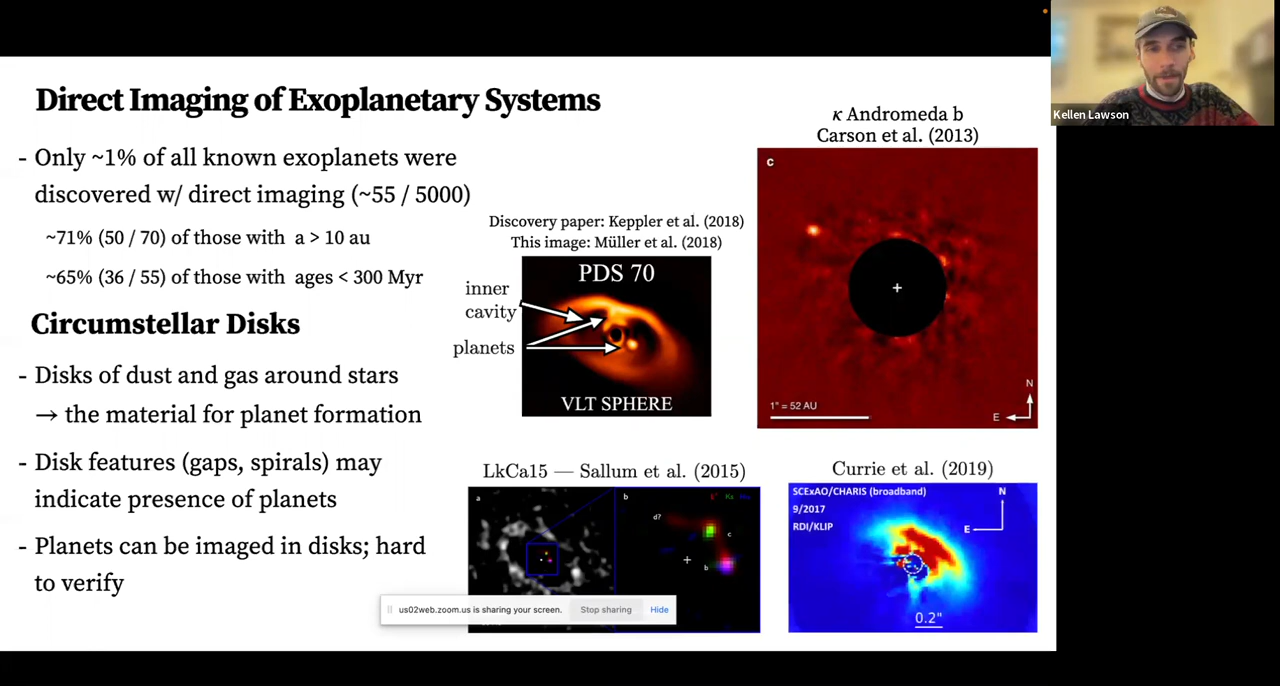 Direct Imaging of Exoplanetary Systems
- Only ~1% of all known exoplanets were
discovered w/ direct imaging (~55 / 5000)
~71% (50 / 70) of those with a > 10 au
~65% (36 / 55) of those with ages < 300 Myr
Circumstellar Disks
- Disks of dust and gas around stars
→ the material for planet formation
- Disk features (gaps, spirals) may
indicate presence of planets
- Planets can be imaged in disks; hard
to verify
Discovery paper: Keppler et al. (2018)
This image: Müller et al. (2018)
PDS 70
inner
cavity
planets
VLT SPHERE
κ Andromeda b
Carson et al. (2013)
c
1" = 52 AU
N
E
LkCa15 — Sallum et al. (2015)
a
b
d?
c
b
Currie et al. (2019)
SCExAO/CHARIS (broadband)
9/2017
RDI/KLIP
N
E
0.2"
us02web.zoom.us is sharing your screen.
Stop sharing
Hide
Kellen Lawson